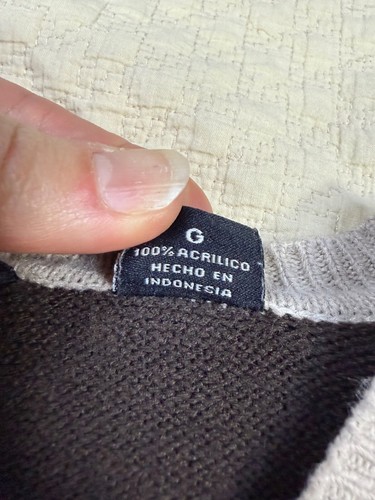 G
100% ACRILICO
HECHO EN
INDONESIA